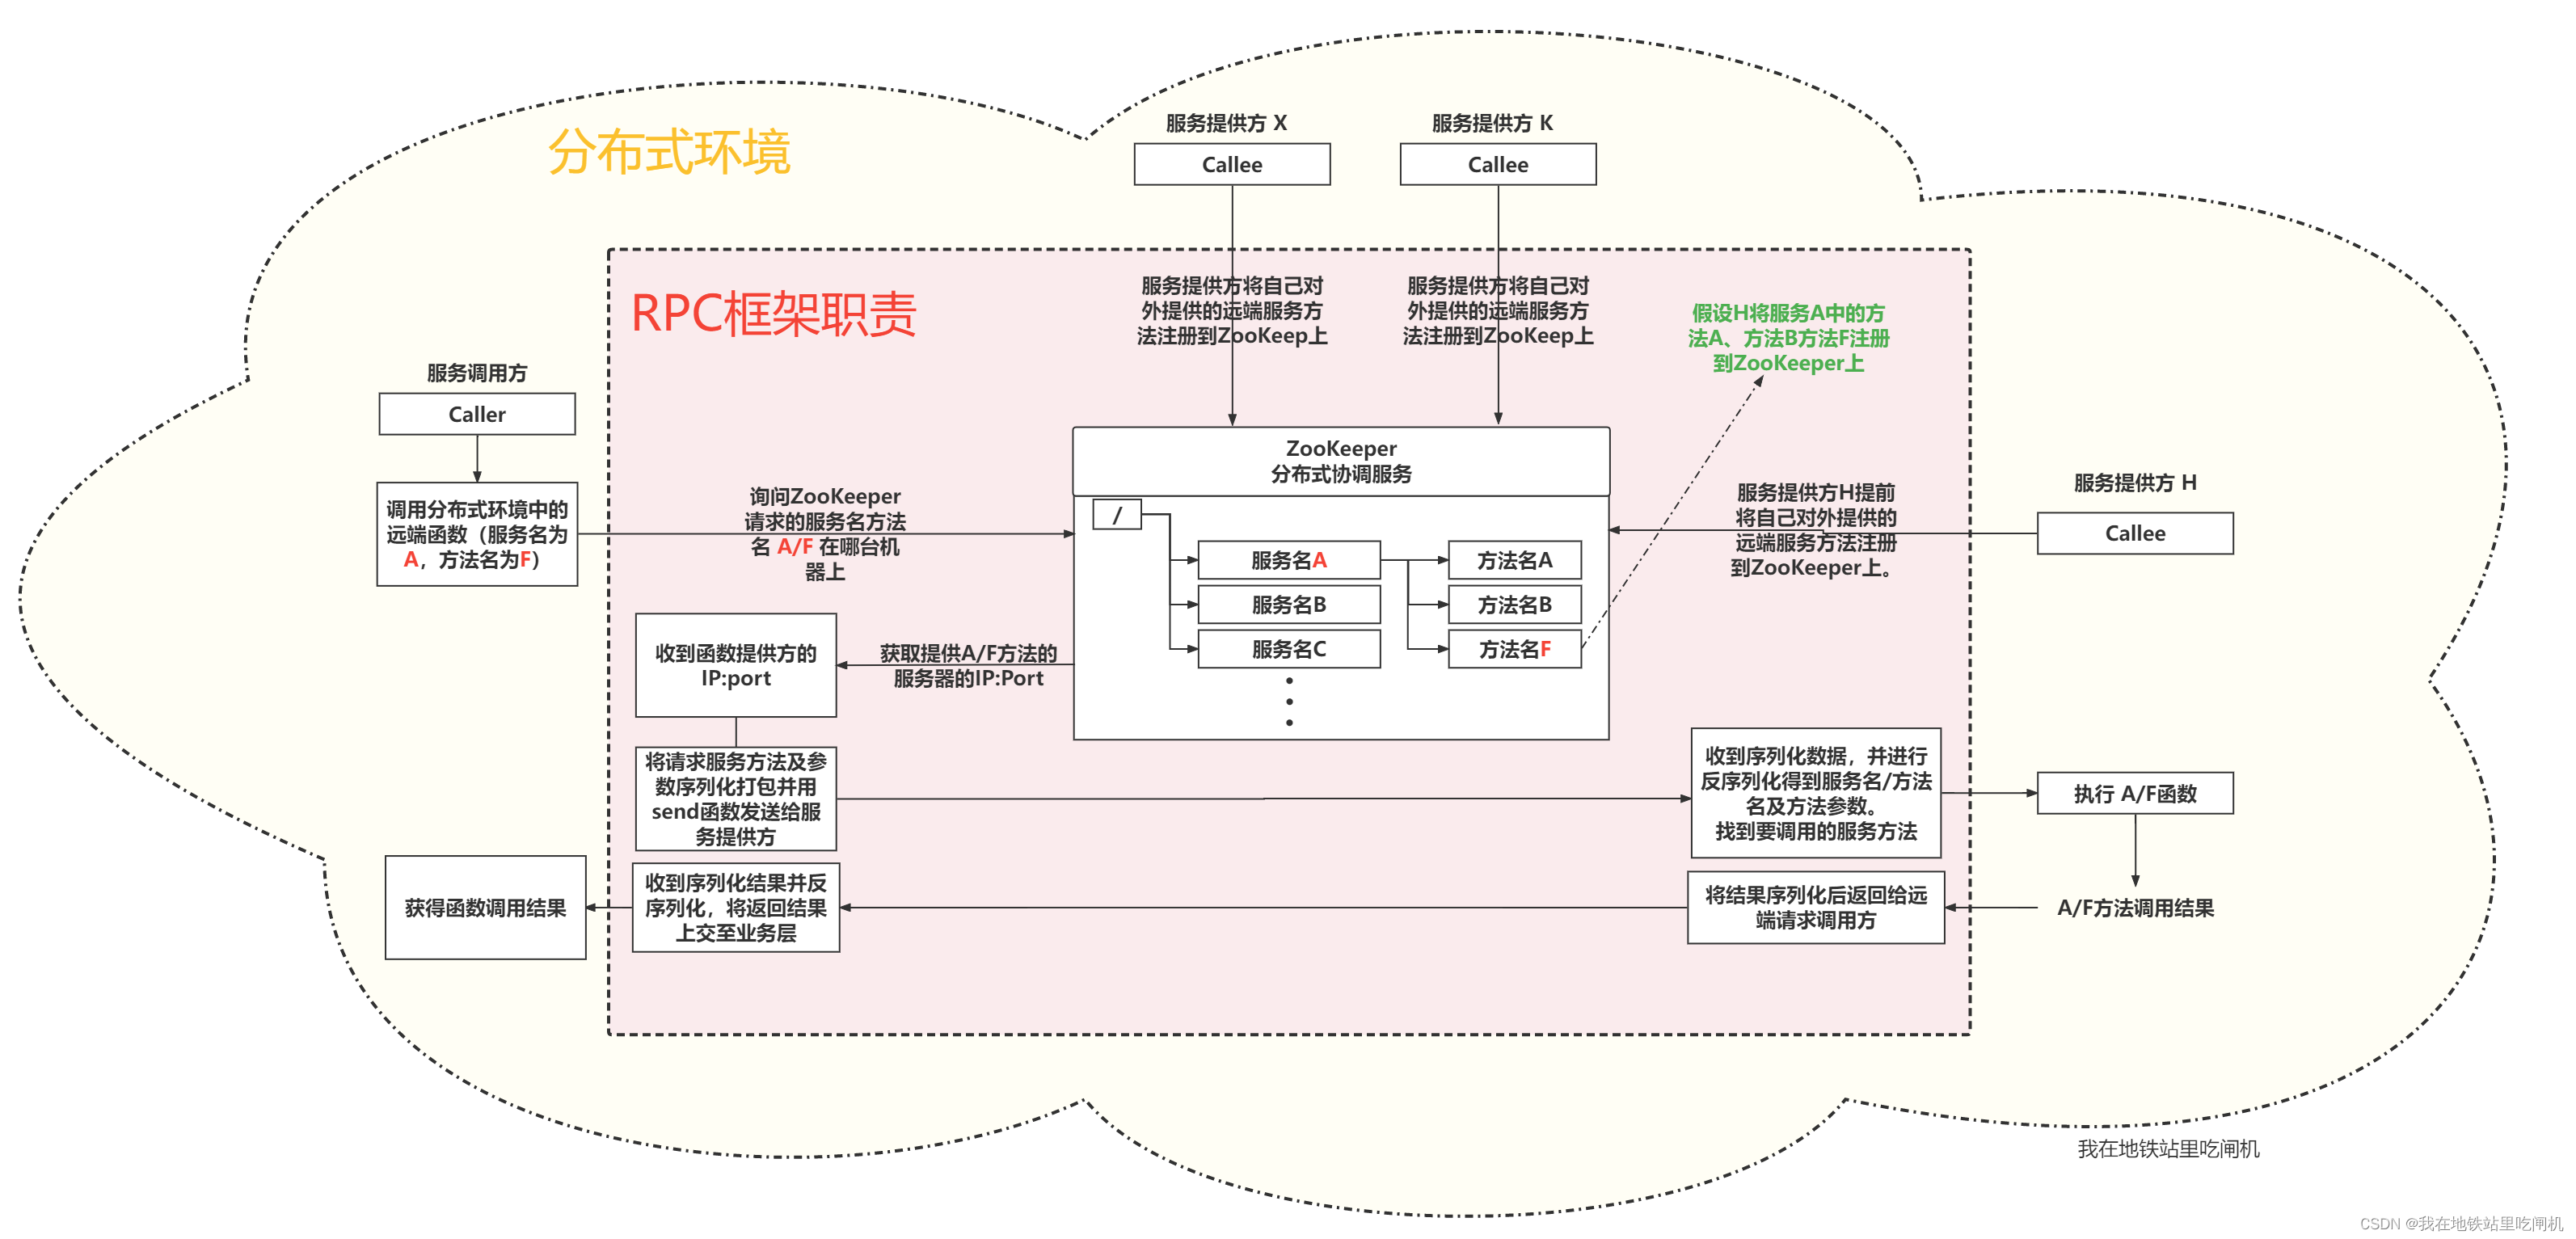 分布式环境
服务提供方 X
Callee
服务提供方 K
Callee
RPC框架职责
服务提供方将自己对
外提供的远端服务方
法注册到ZooKeep上
服务提供方将自己对
外提供的远端服务方
法注册到ZooKeep上
假设H将服务A中的方
法A、方法B方法F注册
到ZooKeeper上
服务调用方
Caller
调用分布式环境中的
远端函数（服务名为
A，方法名为F）
询问ZooKeeper
请求的服务名方法
名 A/F 在哪台机
器上
ZooKeeper
分布式协调服务
/
服务名A
服务名B
服务名C
方法名A
方法名B
方法名F
服务提供方H提前
将自己对外提供的
远端服务方法注册
到ZooKeeper上。
服务提供方 H
Callee
获取提供A/F方法的
服务器的IP:Port
收到函数提供方的
IP:port
将请求服务方法及参
数序列化打包并用
send函数发送给服
务提供方
收到序列化数据，并进行
反序列化得到服务名/方法
名及方法参数。
找到要调用的服务方法
执行 A/F函数
A/F方法调用结果
将结果序列化后返回给远
端请求调用方
收到序列化结果并反
序列化，将返回结果
上交至业务层
获得函数调用结果
我在地铁站里吃闸机
CSDN @我在地铁站里吃闸机